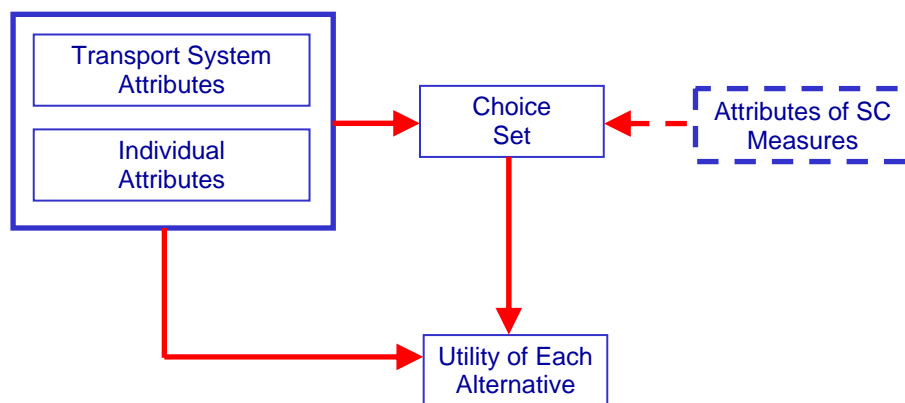 Transport System
Attributes
Individual
Attributes
Choice
Set
Attributes of SC
Measures
Utility of Each
Alternative